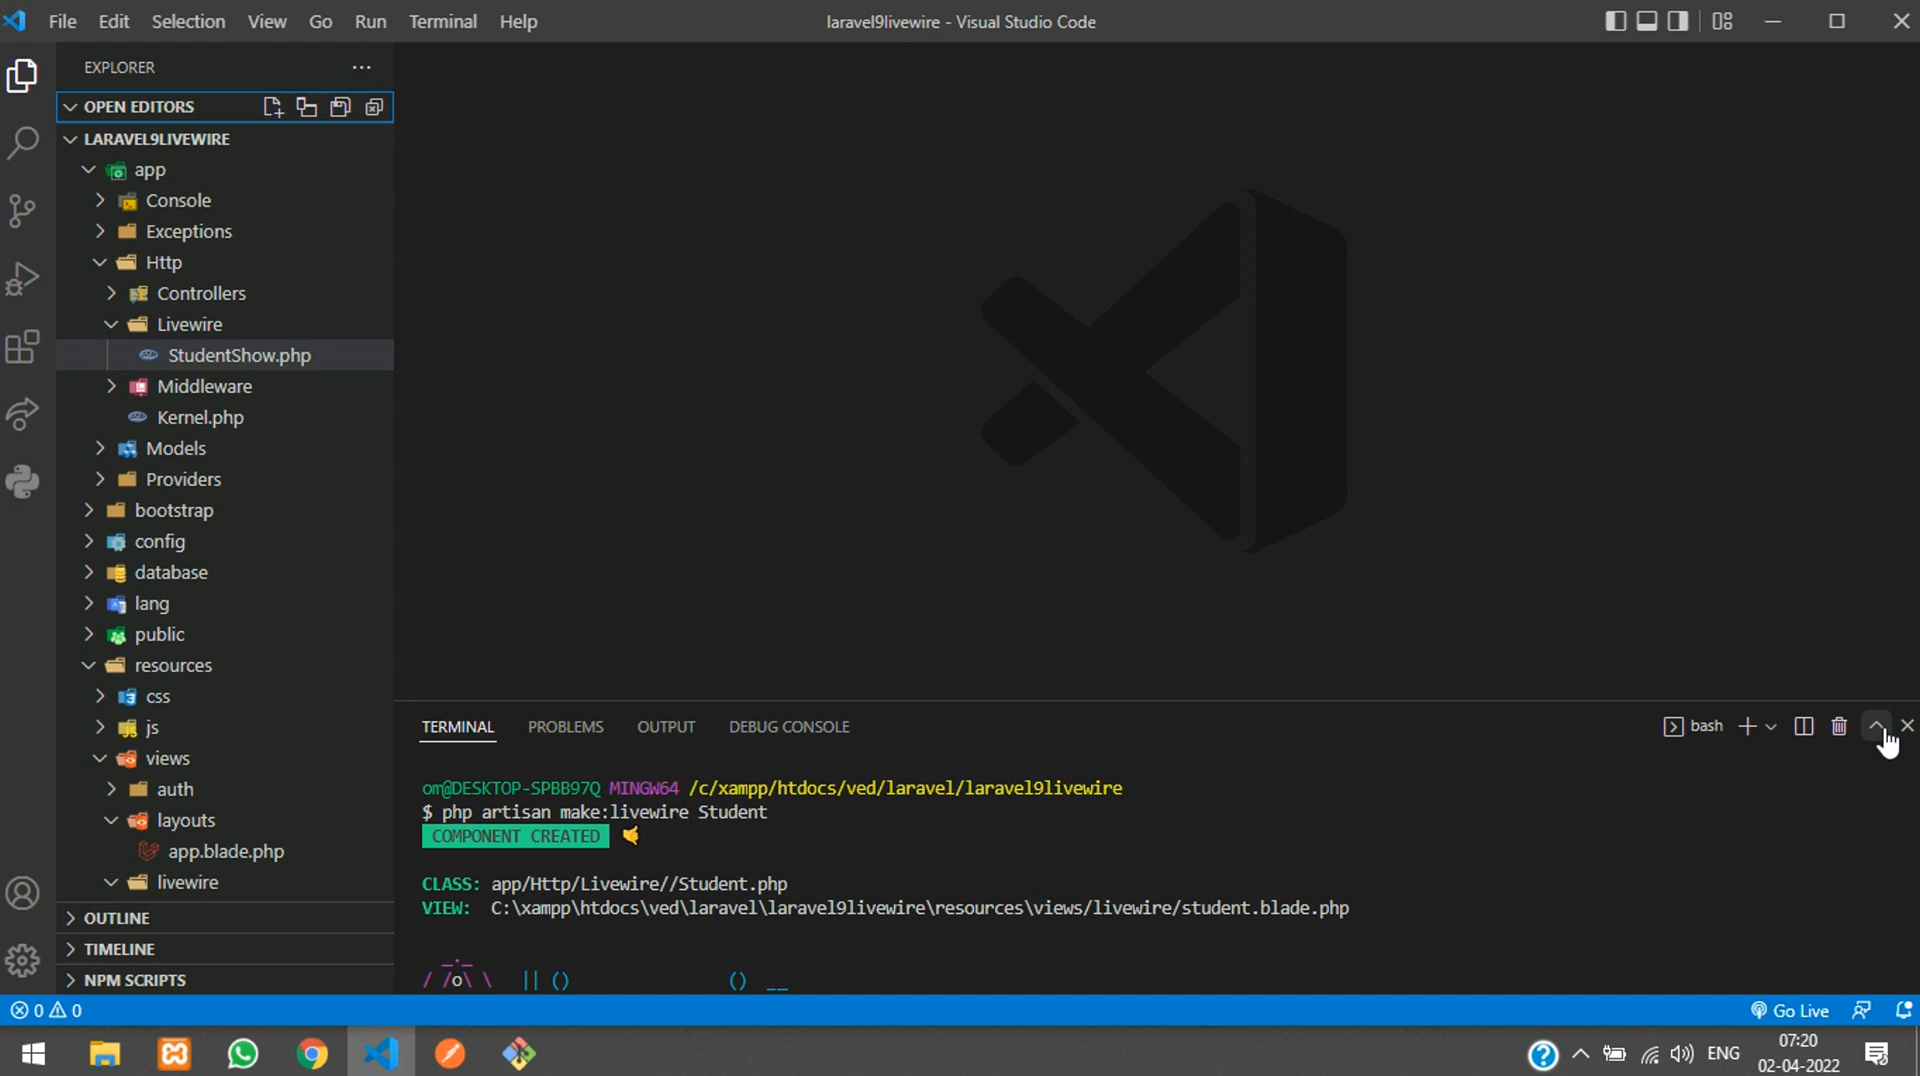 File Edit Selection View Go Run Terminal Help
laravel9livewire - Visual Studio Code
EXPLORER
OPEN EDITORS
LARAVEL9LIVEWIRE
app
Console
Exceptions
Http
Controllers
Livewire
StudentShow.php
Middleware
Kernel.php
Models
Providers
bootstrap
config
database
lang
public
resources
css
js
views
auth
layouts
app.blade.php
livewire
OUTLINE
TIMELINE
NPM SCRIPTS
TERMINAL PROBLEMS OUTPUT DEBUG CONSOLE
bash
om@DESKTOP-SPBB97Q MINGW64 /c/xampp/htdocs/ved/laravel/laravel9livewire
$ php artisan make:livewire Student
COMPONENT CREATED 🤙
CLASS: app/Http/Livewire//Student.php
VIEW: C:\xampp\htdocs\ved\laravel\laravel9livewire\resources\views/livewire/student.blade.php
_._
/ /o\ \ || () () __
0 0
Go Live
ENG
07:20
02-04-2022